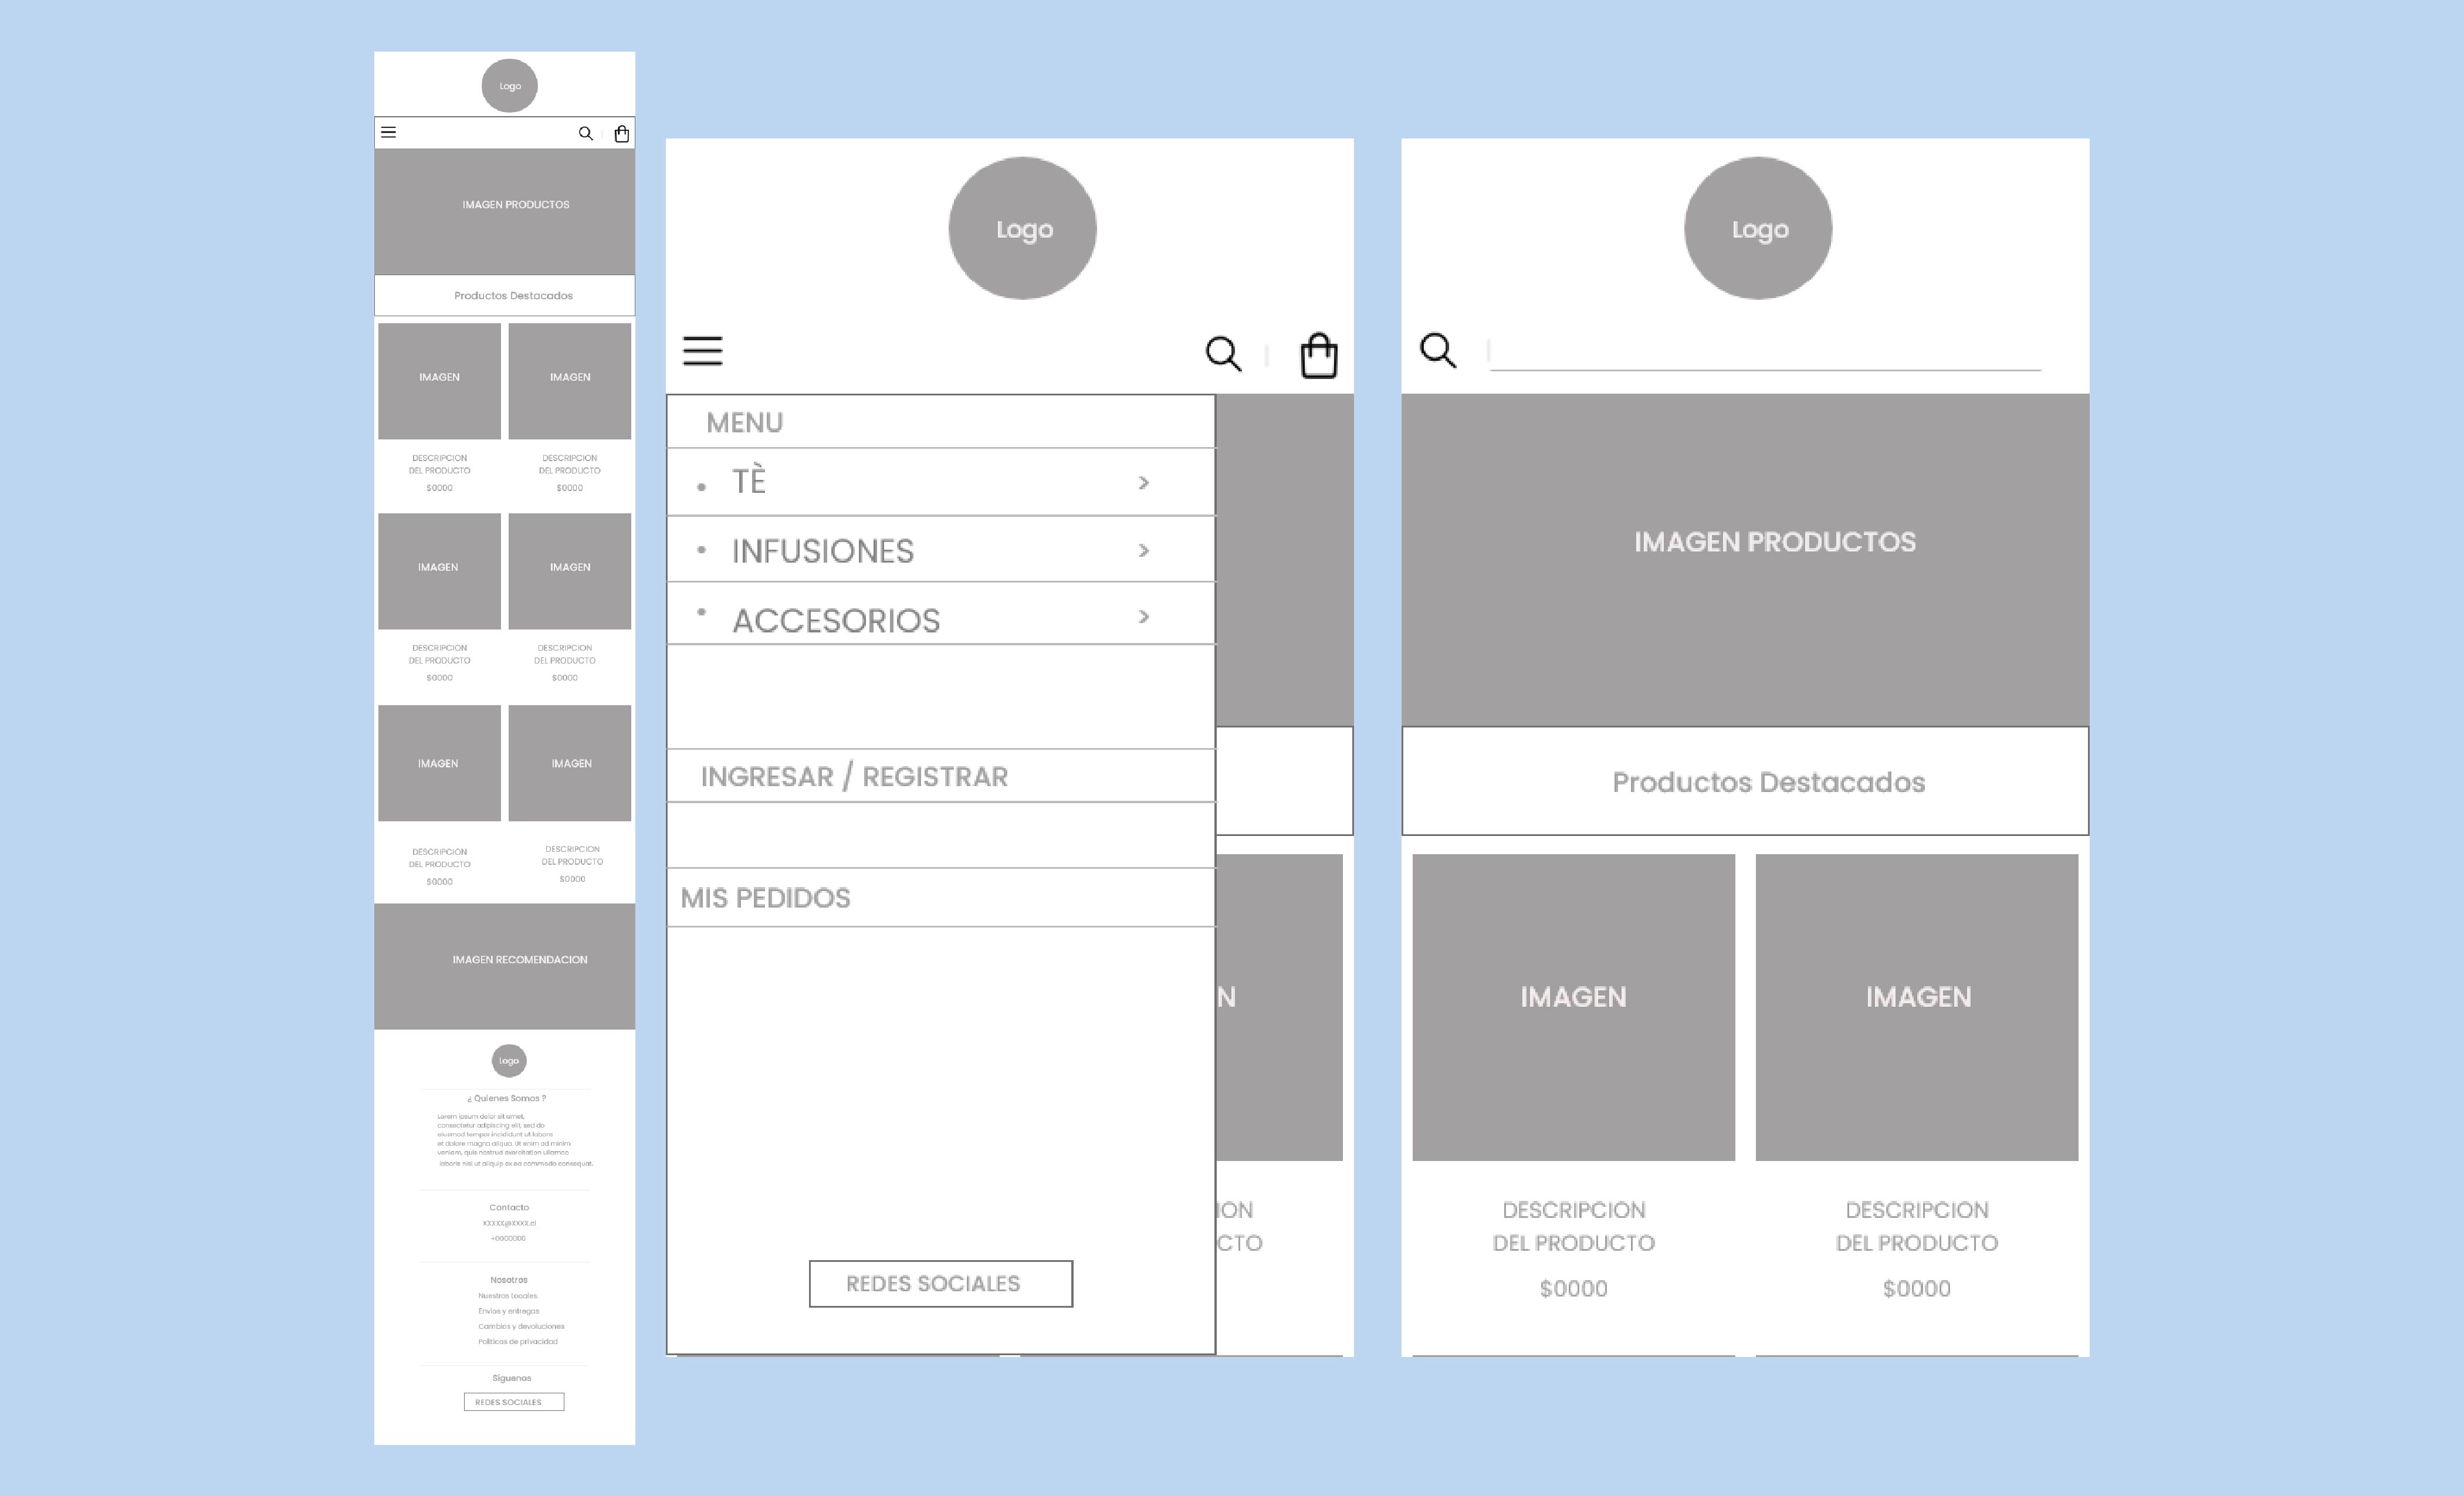 Logo
IMAGEN PRODUCTOS
Productos Destacados
IMAGEN IMAGEN
DESCRIPCION DESCRIPCION
DEL PRODUCTO DEL PRODUCTO
$0000 $0000
IMAGEN IMAGEN
DESCRIPCION DESCRIPCION
DEL PRODUCTO DEL PRODUCTO
$0000 $0000
IMAGEN IMAGEN
DESCRIPCION DESCRIPCION
DEL PRODUCTO DEL PRODUCTO
$0000 $0000
IMAGEN RECOMENDACION
Logo
¿ Quienes Somos ?
Lorem ipsum dolor sit amet,
consectetur adipiscing elit, sed do
eiusmod tempor incididunt ut labore
et dolore magna aliqua. Ut enim ad minim
veniam, quis nostrud exercitation ullamco
laboris nisi ut aliquip ex ea commodo consequat.
Contacto
XXXXX@XXXX.cl
+0000000
Nosotros
Nuestros Locales
Envios y entregas
Cambios y devoluciones
Politicas de privacidad
Siguenos
REDES SOCIALES
Logo
MENU
TÈ
INFUSIONES
ACCESORIOS
INGRESAR / REGISTRAR
MIS PEDIDOS
N
ION
CTO
REDES SOCIALES
Logo
IMAGEN PRODUCTOS
Productos Destacados
IMAGEN IMAGEN
DESCRIPCION DESCRIPCION
DEL PRODUCTO DEL PRODUCTO
$0000 $0000